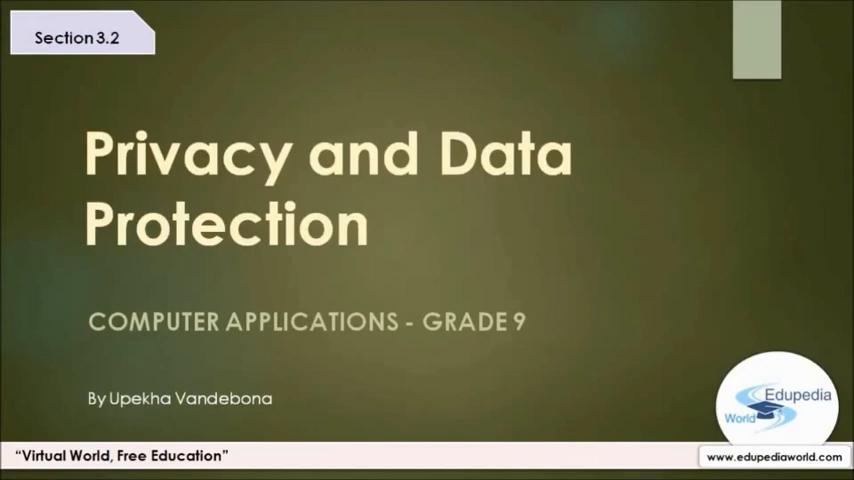 Section 3.2
Privacy and Data
Protection
COMPUTER APPLICATIONS - GRADE 9
By Upekha Vandebona
Edupedia
World
“Virtual World, Free Education”
www.edupediaworld.com